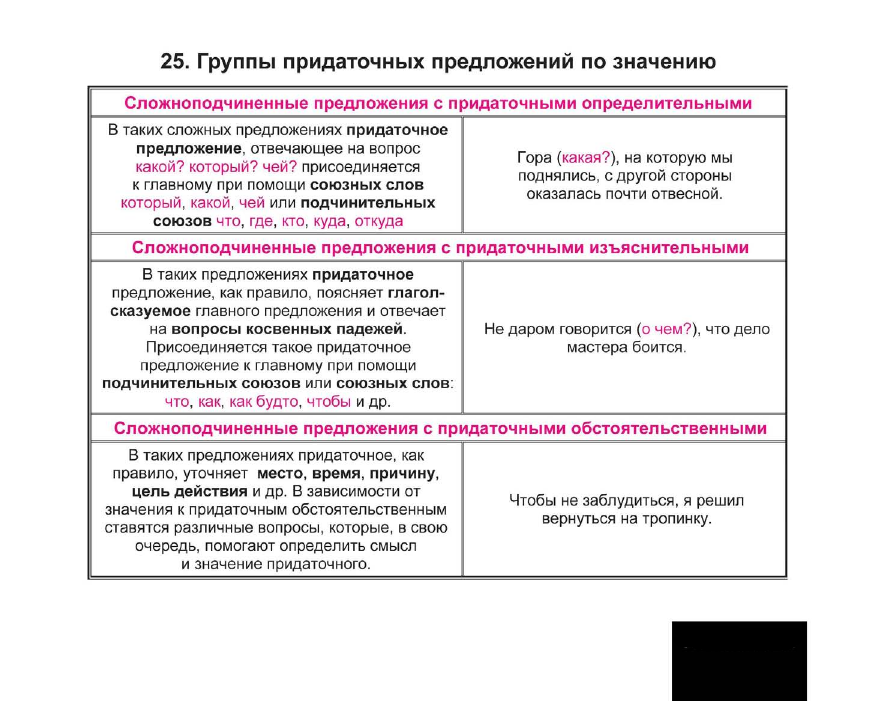 25. Группы придаточных предложений по значению
Сложноподчиненные предложения с придаточными определительными
В таких сложных предложениях придаточное
предложение, отвечающее на вопрос
какой? который? чей? присоединяется
к главному при помощи союзных слов
который, какой, чей или подчинительных
союзов что, где, кто, куда, откуда
Гора (какая?), на которую мы
поднялись, с другой стороны
оказалась почти отвесной.
Сложноподчиненные предложения с придаточными изъяснительными
В таких предложениях придаточное
предложение, как правило, поясняет глагол-
сказуемое главного предложения и отвечает
на вопросы косвенных падежей.
Присоединяется такое придаточное
предложение к главному при помощи
подчинительных союзов или союзных слов:
что, как, как будто, чтобы и др.
Не даром говорится (о чем?), что дело
мастера боится.
Сложноподчиненные предложения с придаточными обстоятельственными
В таких предложениях придаточное, как
правило, уточняет место, время, причину,
цель действия и др. В зависимости от
значения к придаточным обстоятельственным
ставятся различные вопросы, которые, в свою
очередь, помогают определить смысл
и значение придаточного.
Чтобы не заблудиться, я решил
вернуться на тропинку.